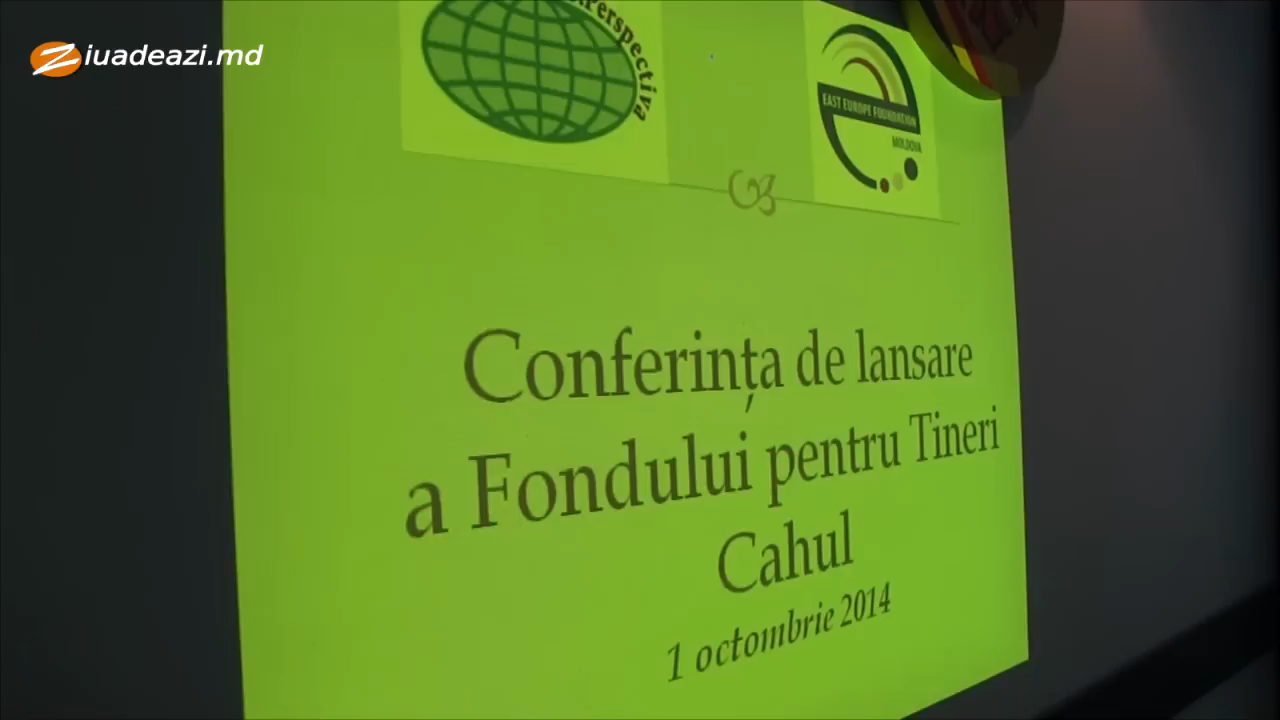 Ziuadeazi.md
Perspectiva
EAST EUROPE FOUNDATION
MOLDOVA
Conferința de lansare
a Fondului pentru Tineri
Cahul
1 octombrie 2014